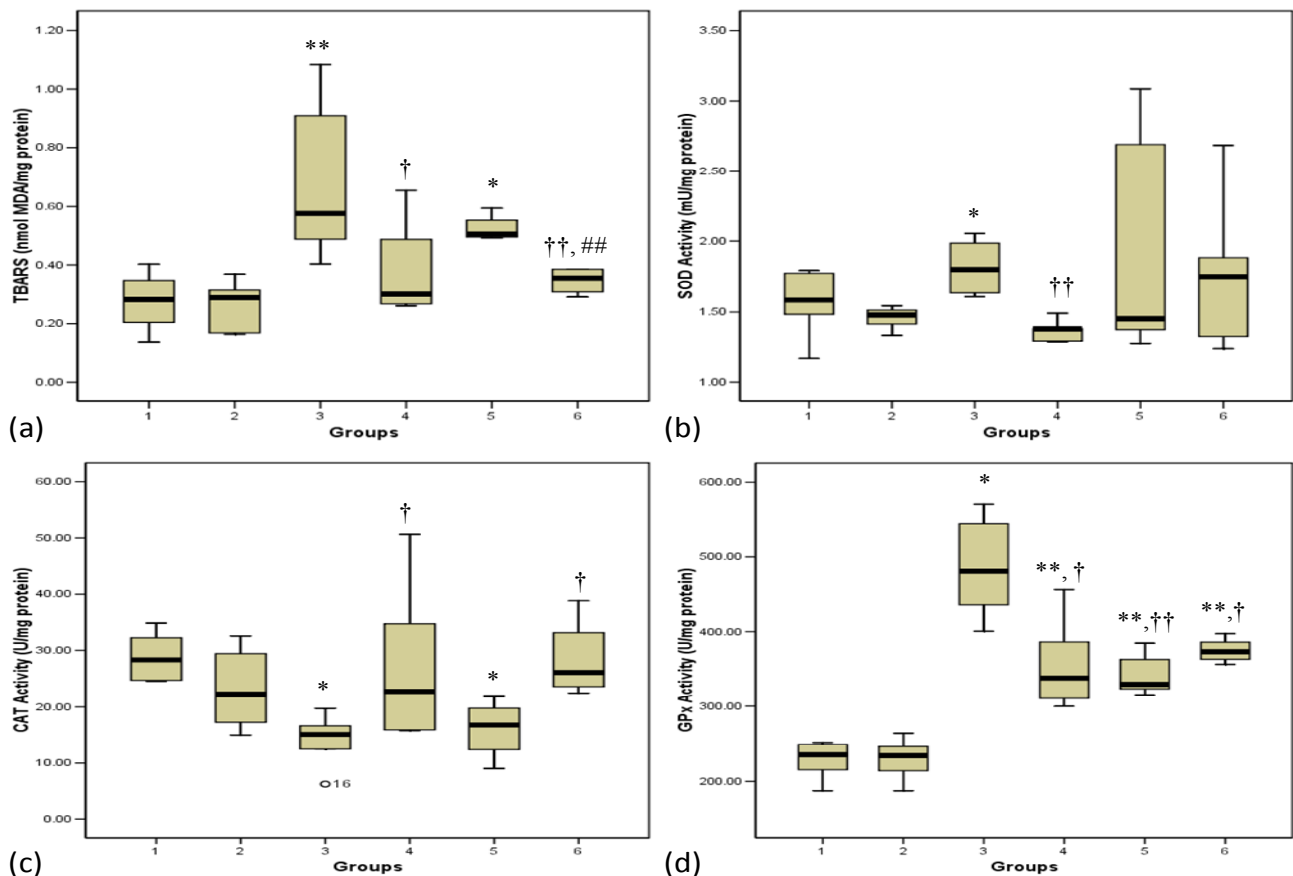 1.20
1.00
0.80
0.60
0.40
0.20
0.00
TBARS (nmol MDA/mg protein)
**
†
*
††, ##
1 2 3 4 5 6
Groups
(a)
3.50
3.00
2.50
2.00
1.50
1.00
SOD Activity (mU/mg protein)
*
††
1 2 3 4 5 6
Groups
(b)
60.00
50.00
40.00
30.00
20.00
10.00
0.00
CAT Activity (U/mg protein)
*
†
*
†
16
1 2 3 4 5 6
Groups
(c)
600.00
500.00
400.00
300.00
200.00
GPx Activity (U/mg protein)
*
**, †
**,††
**,†
1 2 3 4 5 6
Groups
(d)